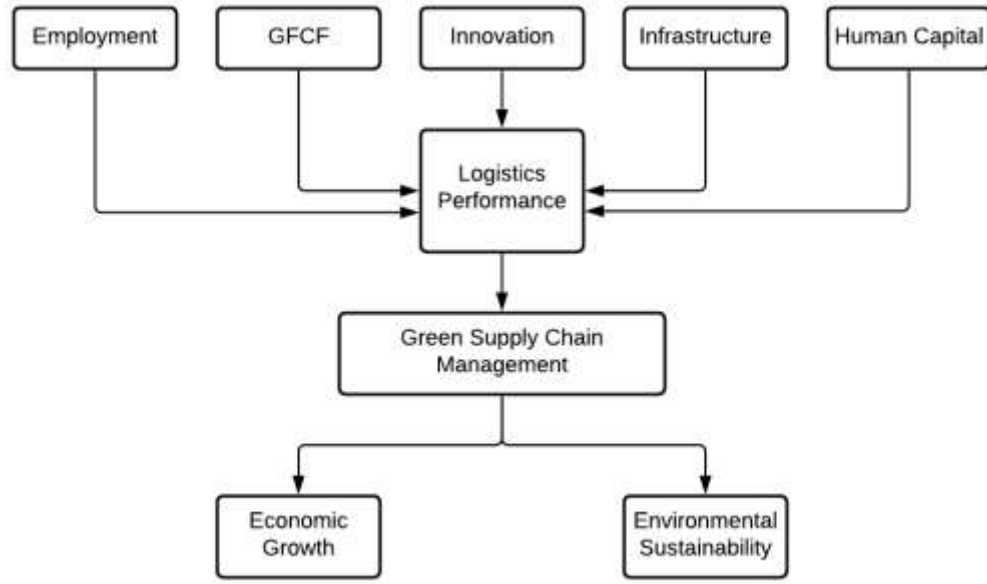 Employment
GFCF
Innovation
Infrastructure
Human Capital
Logistics
Performance
Green Supply Chain
Management
Economic
Growth
Environmental
Sustainability